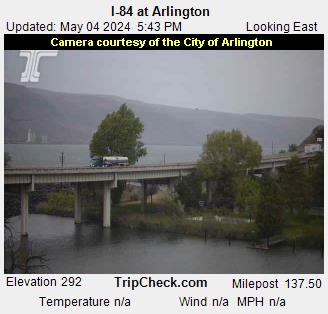 I-84 at Arlington
Updated: May 04 2024 5:43 PM Looking East
Camera courtesy of the City of Arlington
Elevation 292 TripCheck.com Milepost 137.50
Temperature n/a Wind n/a MPH n/a